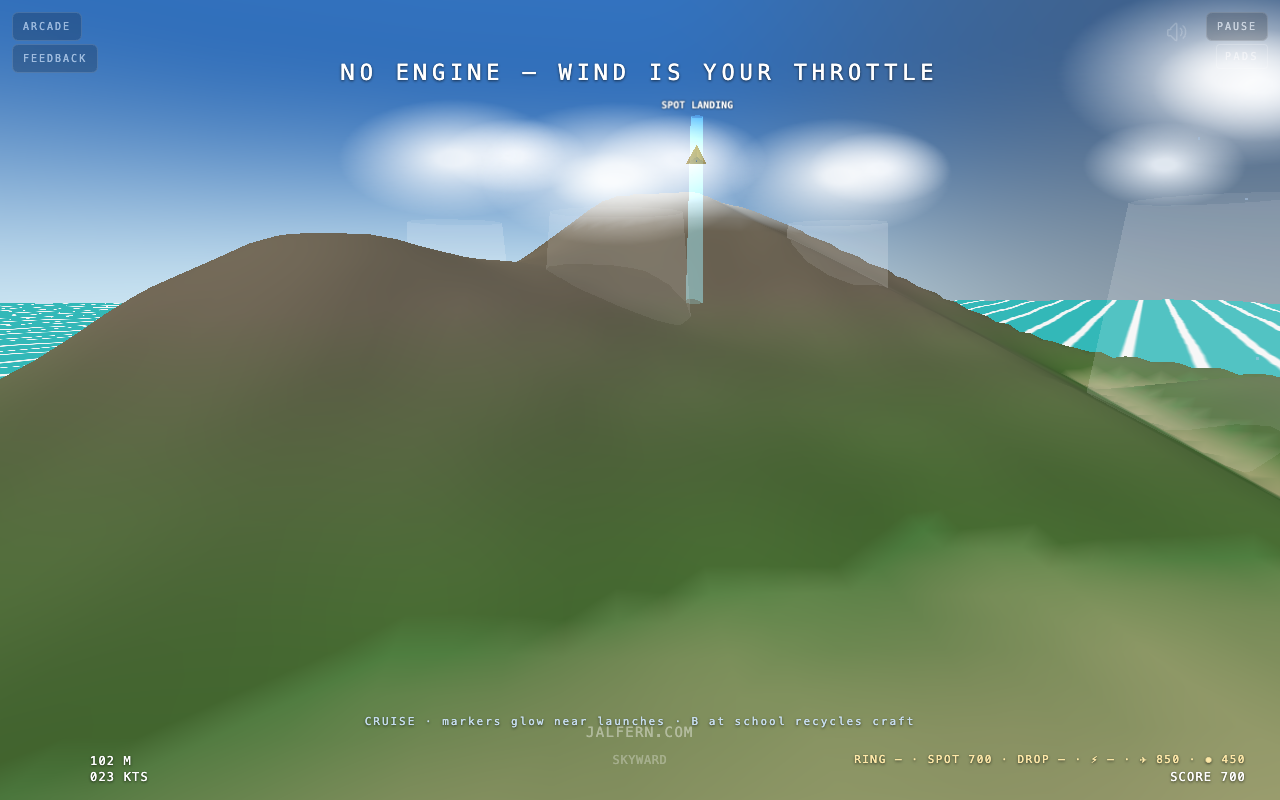 ARCADE
FEEDBACK
PAUSE
PADS
NO ENGINE — WIND IS YOUR THROTTLE
SPOT LANDING
CRUISE · markers glow near launches · B at school recycles craft
JALFERN.COM
SKYWARD
102 M
023 KTS
RING — · SPOT 700 · DROP — · ⚡ — · ✈ 850 · ● 450
SCORE 700